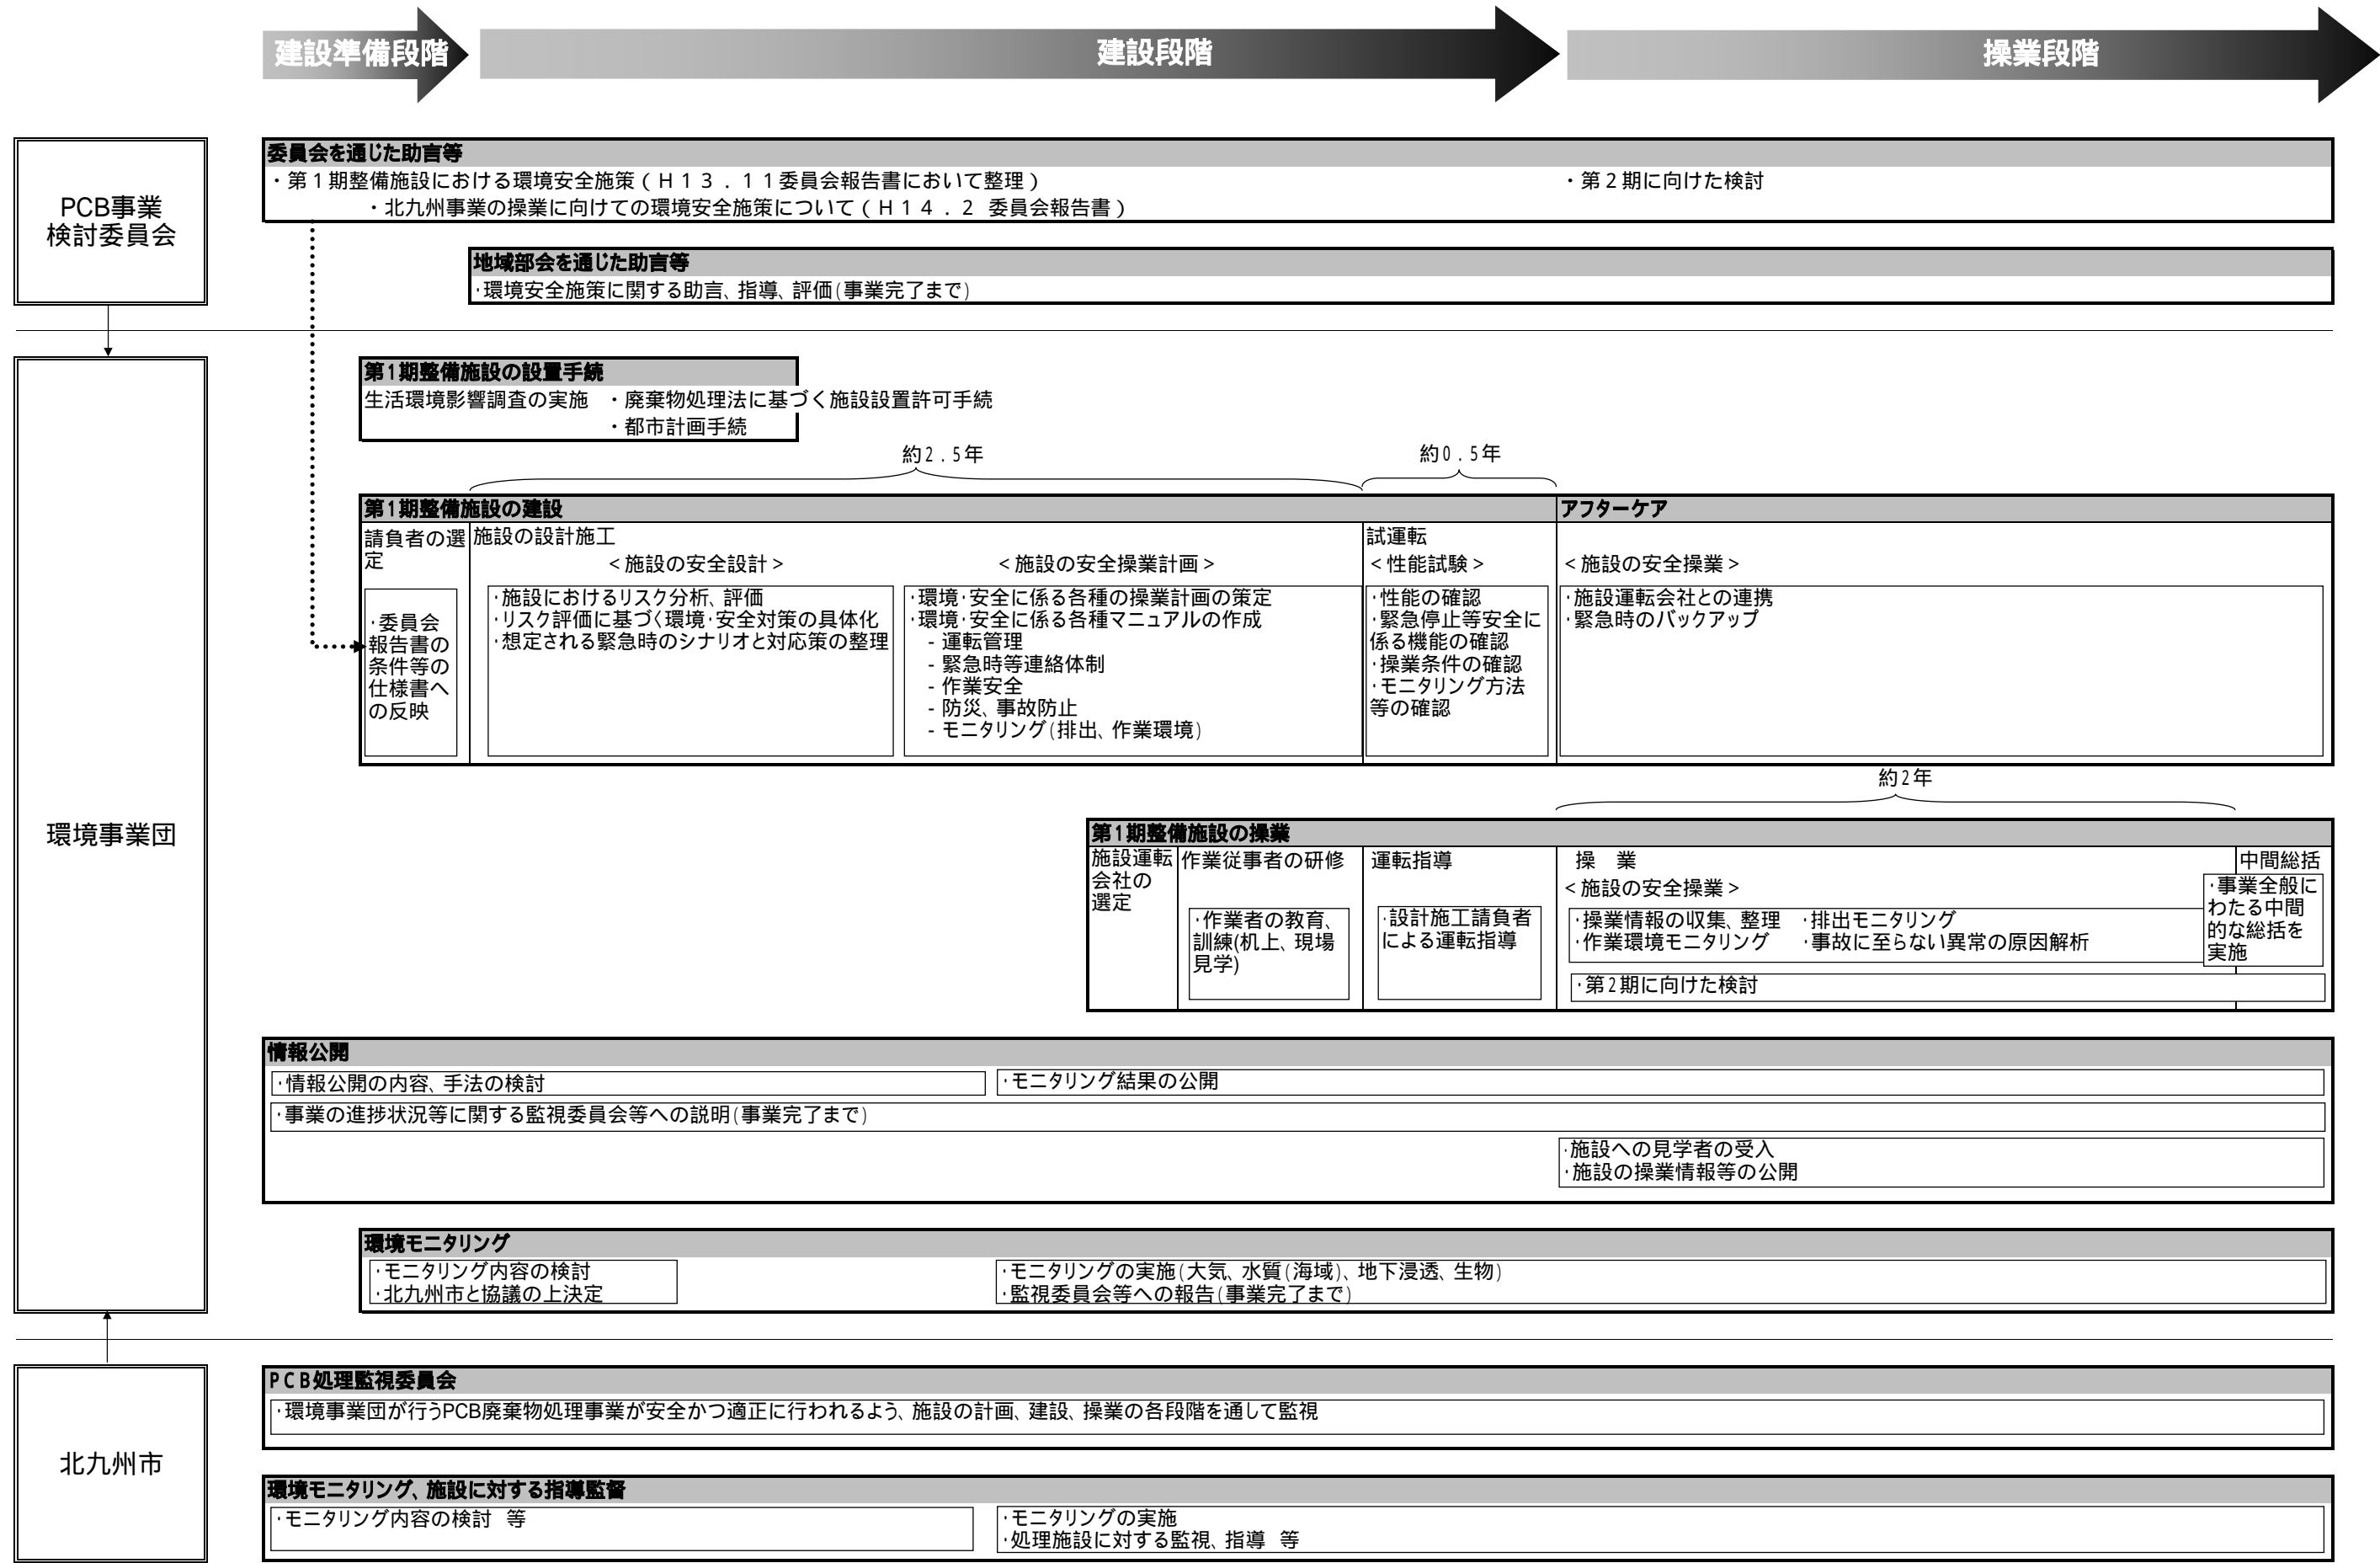 建設準備段階
建設段階
操業段階
PCB事業
検討委員会
委員会を通じた助言等
・第１期整備施設における環境安全施策（Ｈ１３．１１委員会報告書において整理）
・第２期に向けた検討
・北九州事業の操業に向けての環境安全施策について（Ｈ１４．２ 委員会報告書）
地域部会を通じた助言等
・環境安全施策に関する助言、指導、評価(事業完了まで)
環境事業団
第1期整備施設の設置手続
生活環境影響調査の実施 ・廃棄物処理法に基づく施設設置許可手続
・都市計画手続
約2．5年
約0．5年
第1期整備施設の建設
アフターケア
請負者の選
定
・委員会
報告書の
条件等の
仕様書へ
の反映
施設の設計施工
＜施設の安全設計＞
・施設におけるリスク分析、評価
・リスク評価に基づく環境・安全対策の具体化
・想定される緊急時のシナリオと対応策の整理
＜施設の安全操業計画＞
・環境・安全に係る各種の操業計画の策定
・環境・安全に係る各種マニュアルの作成
- 運転管理
- 緊急時等連絡体制
- 作業安全
- 防災、事故防止
- モニタリング(排出、作業環境)
試運転
＜性能試験＞
・性能の確認
・緊急停止等安全に
係る機能の確認
・操業条件の確認
・モニタリング方法
等の確認
＜施設の安全操業＞
・施設運転会社との連携
・緊急時のバックアップ
約2年
第1期整備施設の操業
施設運転
会社の
選定
作業従事者の研修
・作業者の教育、
訓練(机上、現場
見学)
運転指導
・設計施工請負者
による運転指導
操 業
＜施設の安全操業＞
・操業情報の収集、整理 ・排出モニタリング
・作業環境モニタリング ・事故に至らない異常の原因解析
・第2期に向けた検討
中間総括
・事業全般に
わたる中間
的な総括を
実施
情報公開
・情報公開の内容、手法の検討
・モニタリング結果の公開
・事業の進捗状況等に関する監視委員会等への説明(事業完了まで)
・施設への見学者の受入
・施設の操業情報等の公開
環境モニタリング
・モニタリング内容の検討
・北九州市と協議の上決定
・モニタリングの実施(大気、水質(海域)、地下浸透、生物)
・監視委員会等への報告(事業完了まで)
北九州市
ＰＣＢ処理監視委員会
・環境事業団が行うPCB廃棄物処理事業が安全かつ適正に行われるよう、施設の計画、建設、操業の各段階を通して監視
環境モニタリング、施設に対する指導監督
・モニタリング内容の検討 等
・モニタリングの実施
・処理施設に対する監視、指導 等